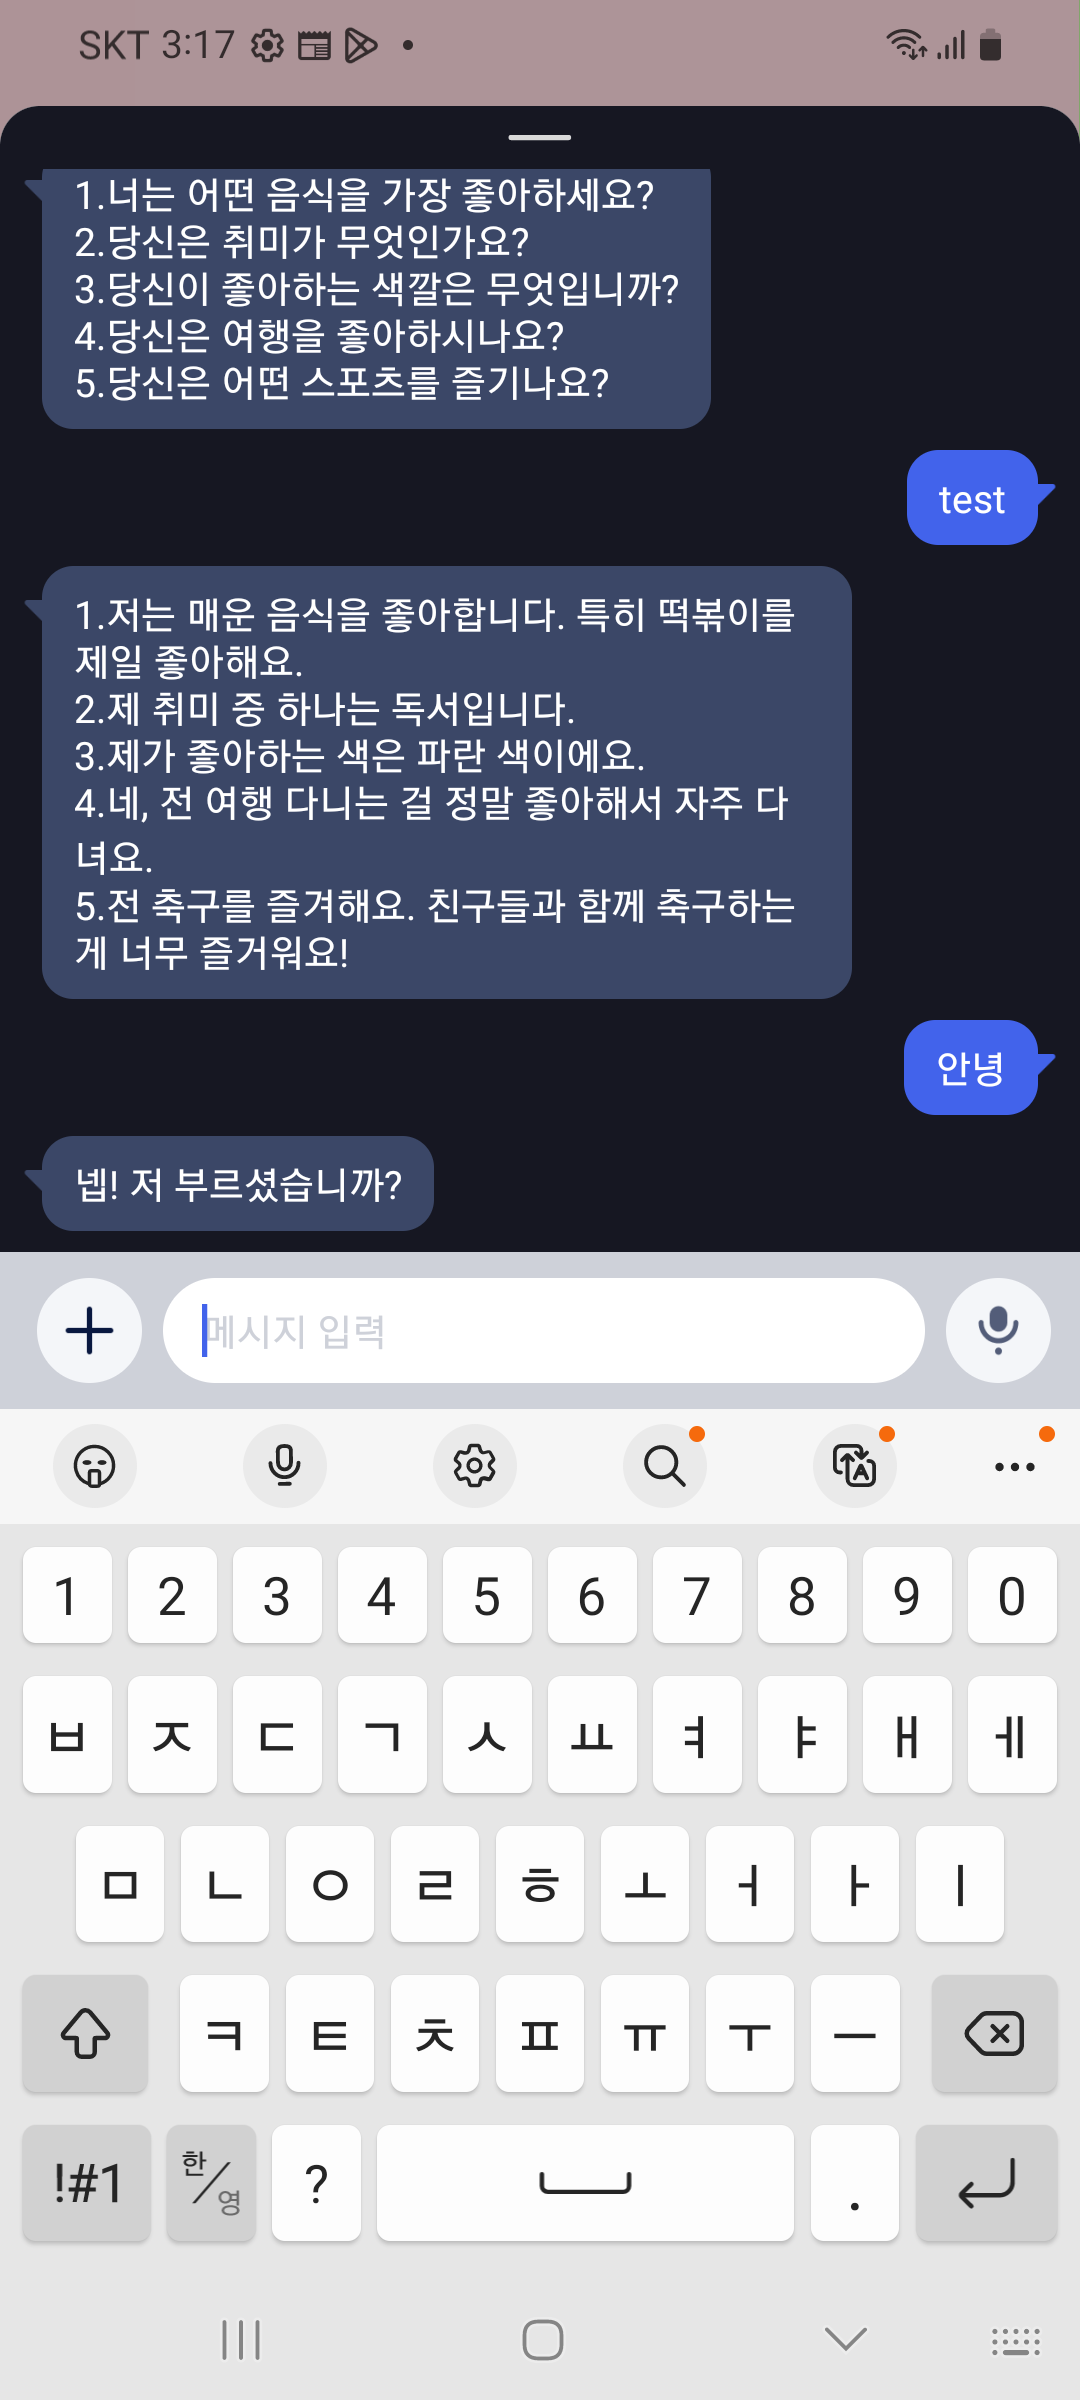 SKT 3:17
1.너는 어떤 음식을 가장 좋아하세요?
2.당신은 취미가 무엇인가요?
3.당신이 좋아하는 색깔은 무엇입니까?
4.당신은 여행을 좋아하시나요?
5.당신은 어떤 스포츠를 즐기나요?
test
1.저는 매운 음식을 좋아합니다. 특히 떡볶이를
제일 좋아해요.
2.제 취미 중 하나는 독서입니다.
3.제가 좋아하는 색은 파란 색이에요.
4.네, 전 여행 다니는 걸 정말 좋아해서 자주 다
녀요.
5.전 축구를 즐겨해요. 친구들과 함께 축구하는
게 너무 즐거워요!
안녕
넵! 저 부르셨습니까?
메시지 입력
1 2 3 4 5 6 7 8 9 0
ㅂ ㅈ ㄷ ㄱ ㅅ ㅛ ㅕ ㅑ ㅐ ㅔ
ㅁ ㄴ ㅇ ㄹ ㅎ ㅗ ㅓ ㅏ ㅣ
ㅋ ㅌ ㅊ ㅍ ㅠ ㅜ ㅡ
!#1 한/영 ? .